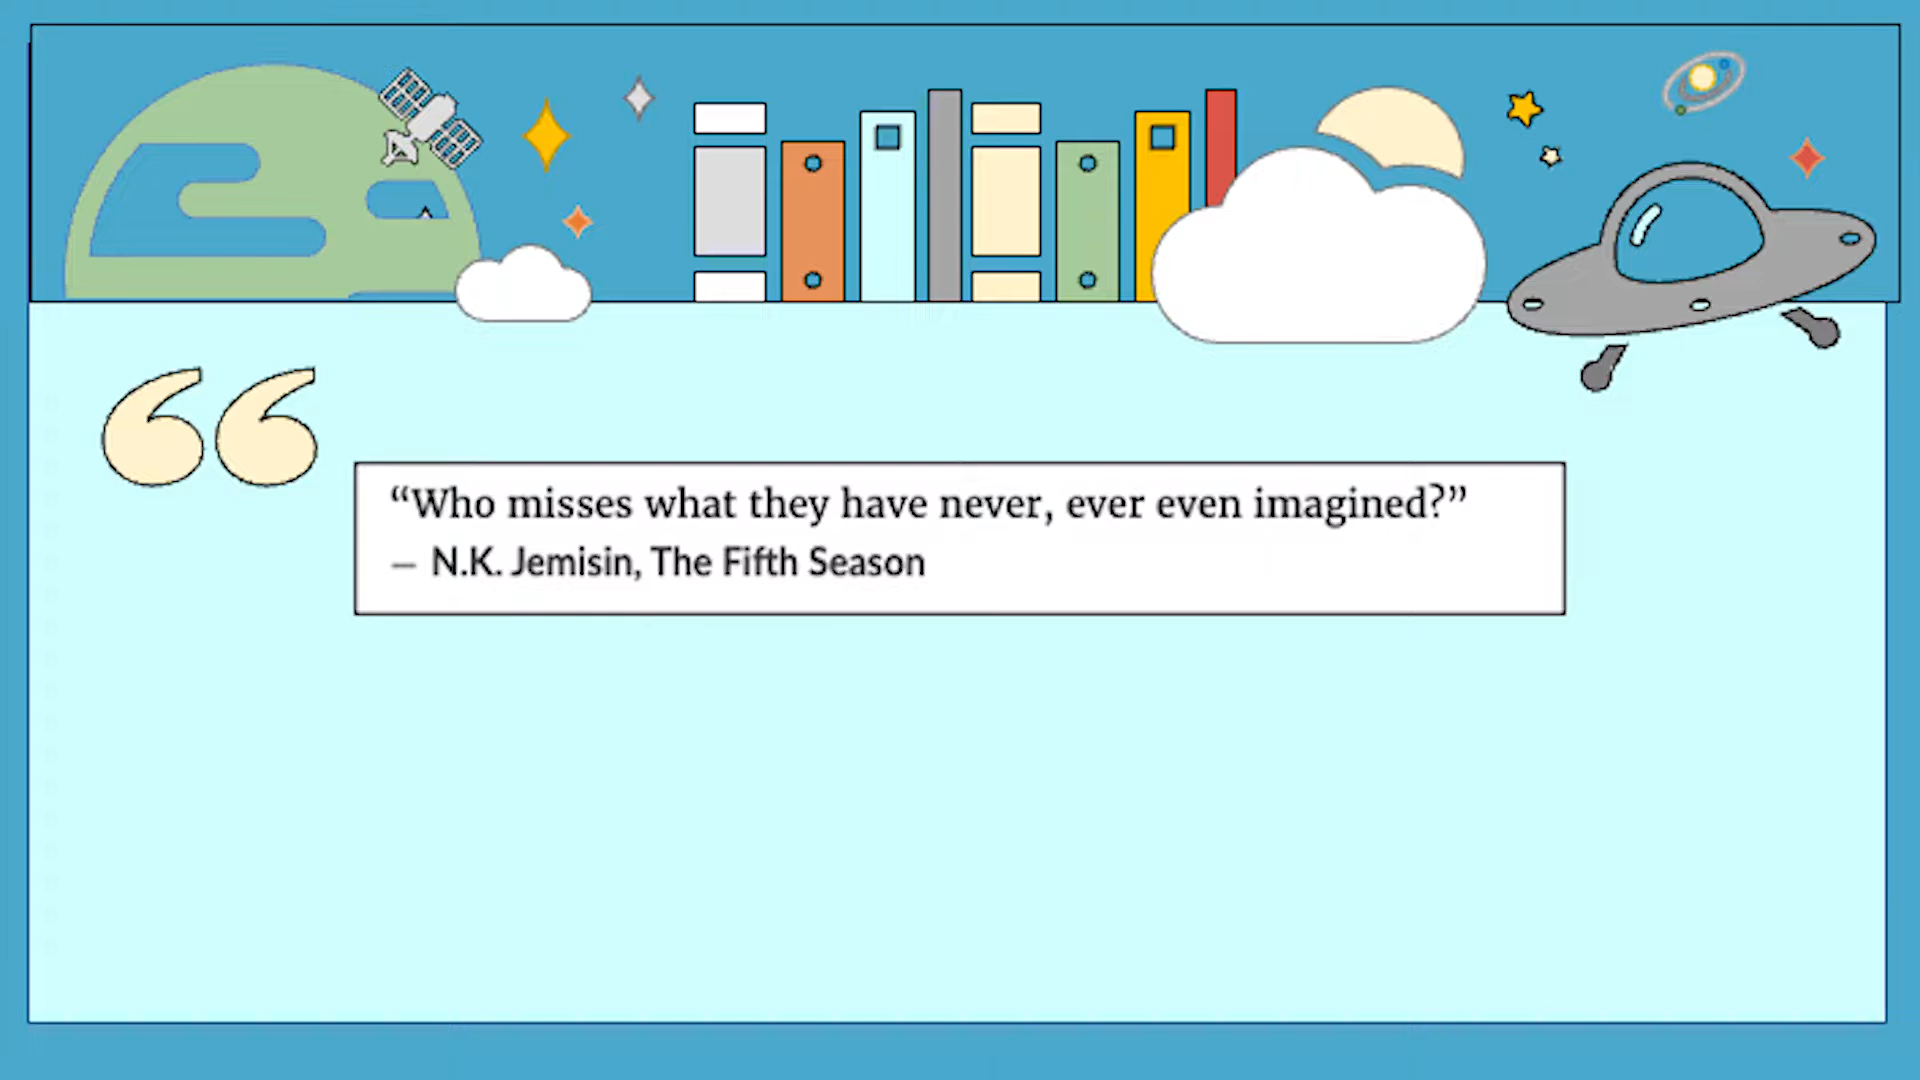 “Who misses what they have never, ever even imagined?”
— N.K. Jemisin, The Fifth Season